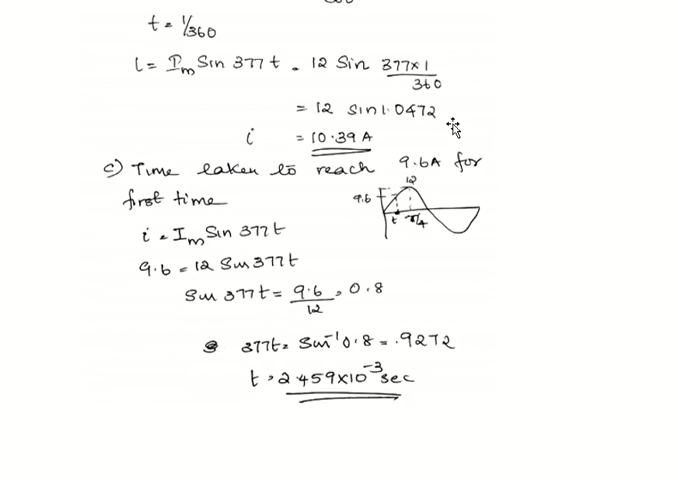 t = 1/360
i = Im Sin 377t = 12 Sin 377×1/360
= 12 sin 1.0472
i = 10.39 A
c) Time taken to reach 9.6A for
first time
12
9.6
t T/4
i = Im Sin 377t
9.6 = 12 Sin 377t
Sin 377t = 9.6/12 = 0.8
377t = Sin⁻¹ 0.8 = .9272
t = 2.459×10⁻³ sec